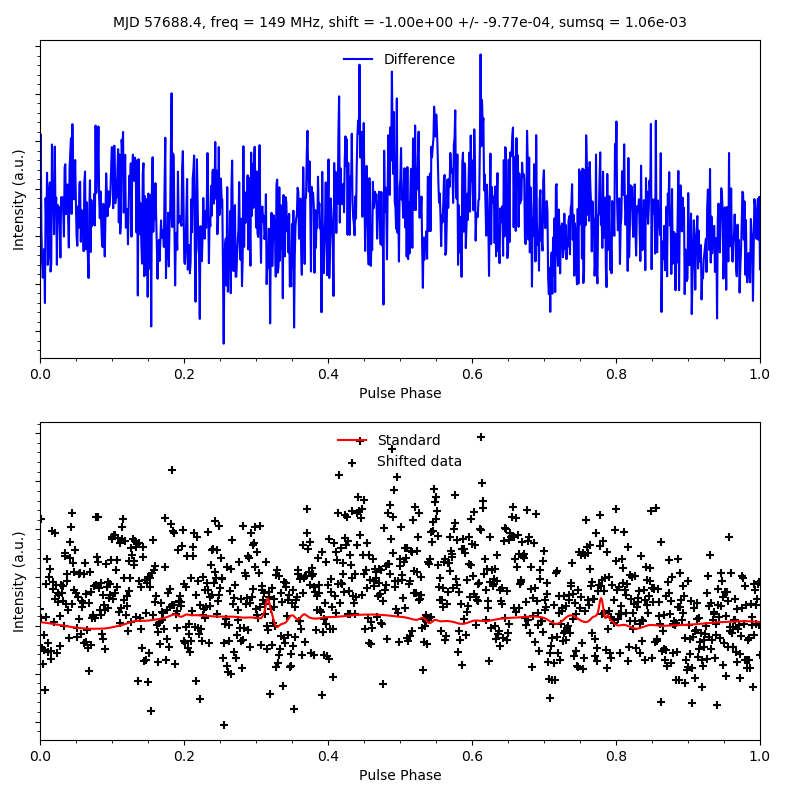 MJD 57688.4, freq = 149 MHz, shift = -1.00e+00 +/- -9.77e-04, sumsq = 1.06e-03
Difference
Intensity (a.u.)
0.0 0.2 0.4 0.6 0.8 1.0
Pulse Phase
Standard
Shifted data
Intensity (a.u.)
0.0 0.2 0.4 0.6 0.8 1.0
Pulse Phase